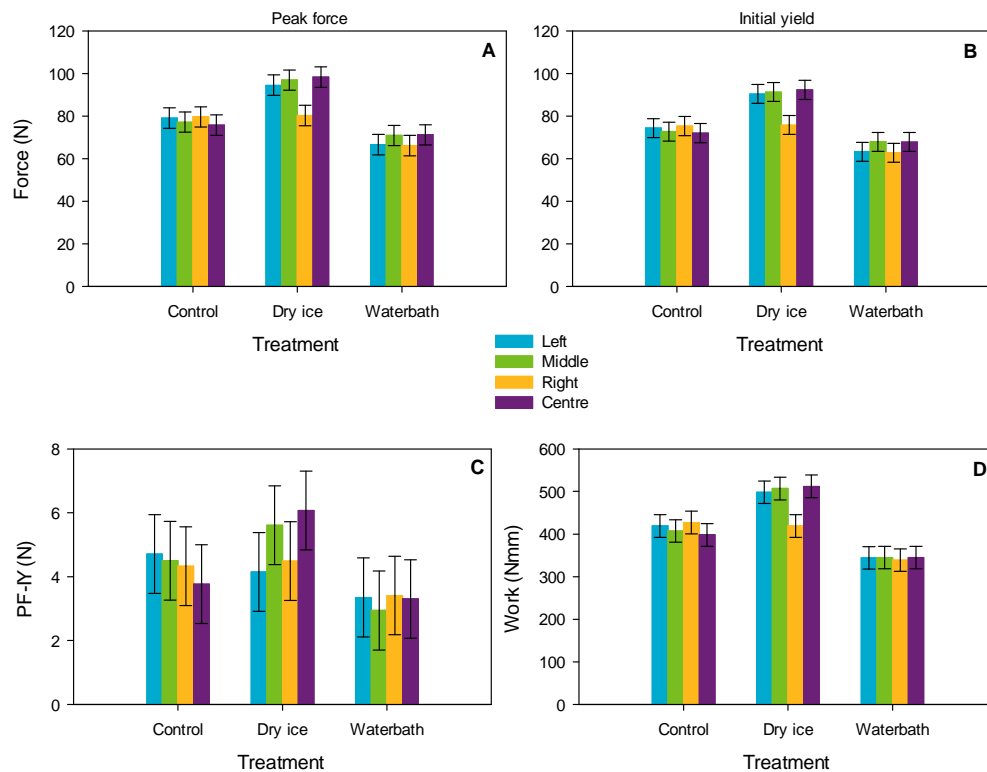 Peak force
A
120
100
80
60
40
20
0
Force (N)
Control Dry ice Waterbath
Treatment
Initial yield
B
120
100
80
60
40
20
0
Control Dry ice Waterbath
Treatment
Left
Middle
Right
Centre
C
8
6
4
2
0
PF-IY (N)
Control Dry ice Waterbath
Treatment
D
600
500
400
300
200
100
0
Work (Nmm)
Control Dry ice Waterbath
Treatment